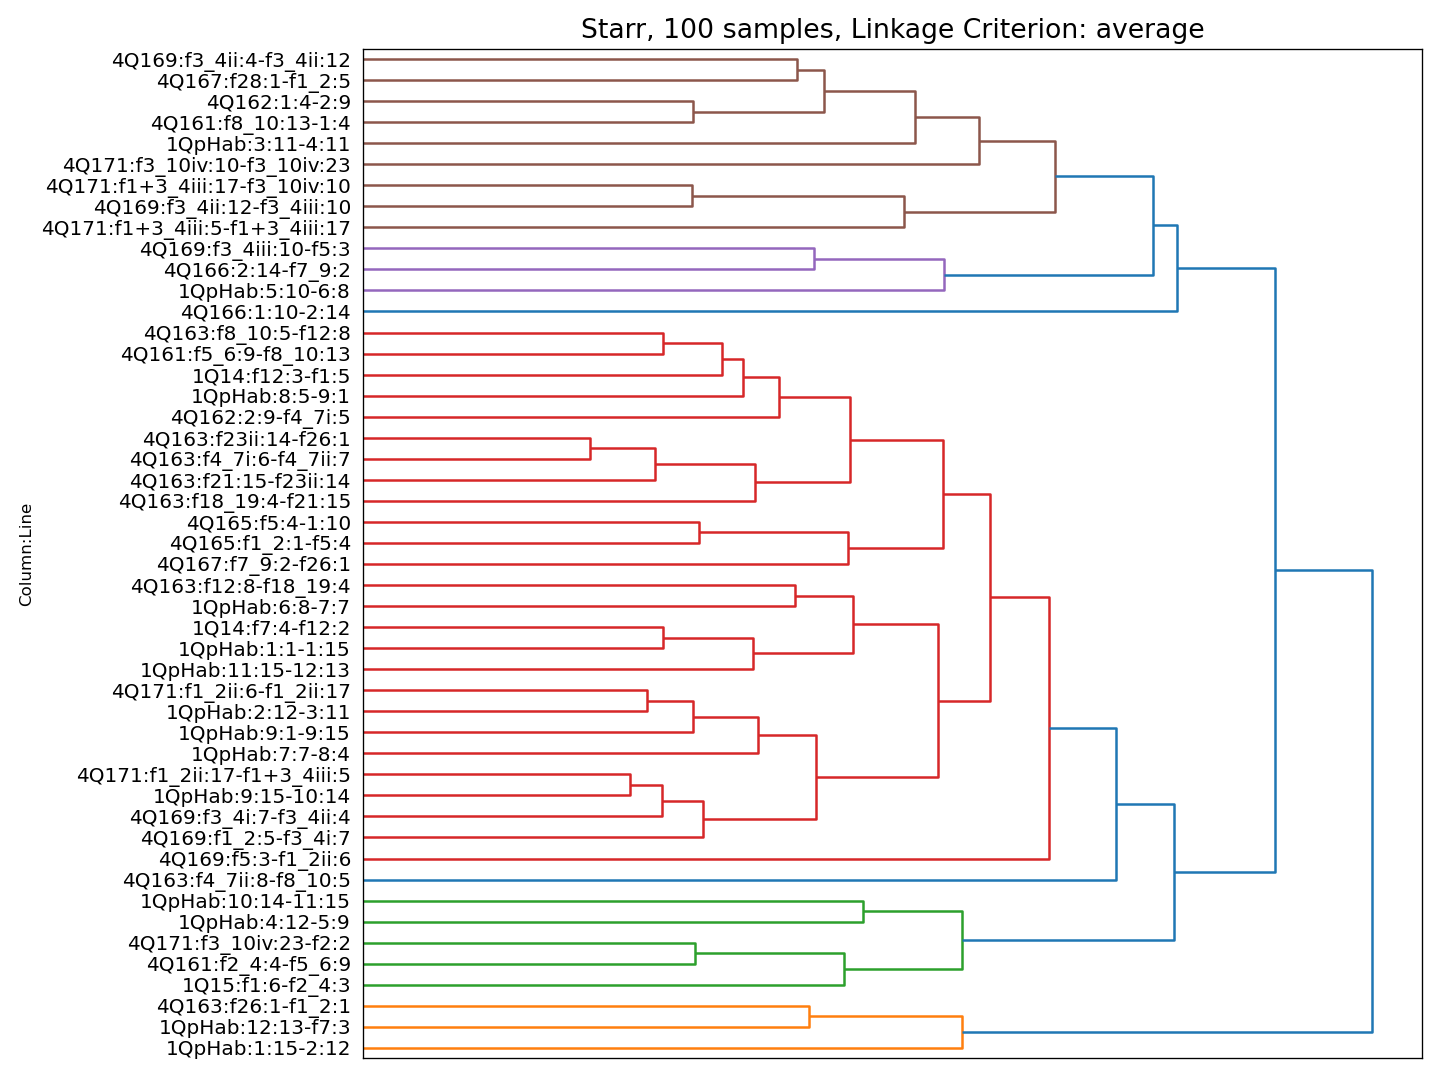 Starr, 100 samples, Linkage Criterion: average
4Q169:f3_4ii:4-f3_4ii:12
4Q167:f28:1-f1_2:5
4Q162:1:4-2:9
4Q161:f8_10:13-1:4
1QpHab:3:11-4:11
4Q171:f3_10iv:10-f3_10iv:23
4Q171:f1+3_4iii:17-f3_10iv:10
4Q169:f3_4ii:12-f3_4iii:10
4Q171:f1+3_4iii:5-f1+3_4iii:17
4Q169:f3_4iii:10-f5:3
4Q166:2:14-f7_9:2
1QpHab:5:10-6:8
4Q166:1:10-2:14
4Q163:f8_10:5-f12:8
4Q161:f5_6:9-f8_10:13
1Q14:f12:3-f1:5
1QpHab:8:5-9:1
4Q162:2:9-f4_7i:5
4Q163:f23ii:14-f26:1
4Q163:f4_7i:6-f4_7ii:7
4Q163:f21:15-f23ii:14
4Q163:f18_19:4-f21:15
4Q165:f5:4-1:10
4Q165:f1_2:1-f5:4
4Q167:f7_9:2-f26:1
4Q163:f12:8-f18_19:4
1QpHab:6:8-7:7
1Q14:f7:4-f12:2
1QpHab:1:1-1:15
1QpHab:11:15-12:13
4Q171:f1_2ii:6-f1_2ii:17
1QpHab:2:12-3:11
1QpHab:9:1-9:15
1QpHab:7:7-8:4
4Q171:f1_2ii:17-f1+3_4iii:5
1QpHab:9:15-10:14
4Q169:f3_4i:7-f3_4ii:4
4Q169:f1_2:5-f3_4i:7
4Q169:f5:3-f1_2ii:6
4Q163:f4_7ii:8-f8_10:5
1QpHab:10:14-11:15
1QpHab:4:12-5:9
4Q171:f3_10iv:23-f2:2
4Q161:f2_4:4-f5_6:9
1Q15:f1:6-f2_4:3
4Q163:f26:1-f1_2:1
1QpHab:12:13-f7:3
1QpHab:1:15-2:12
Column:Line